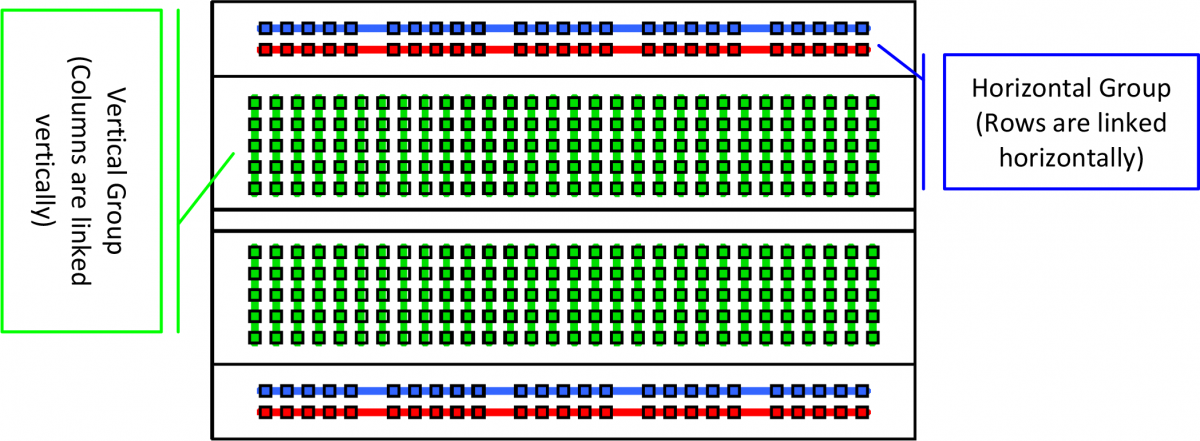 Vertical Group
(Columns are linked
vertically)
Horizontal Group
(Rows are linked
horizontally)